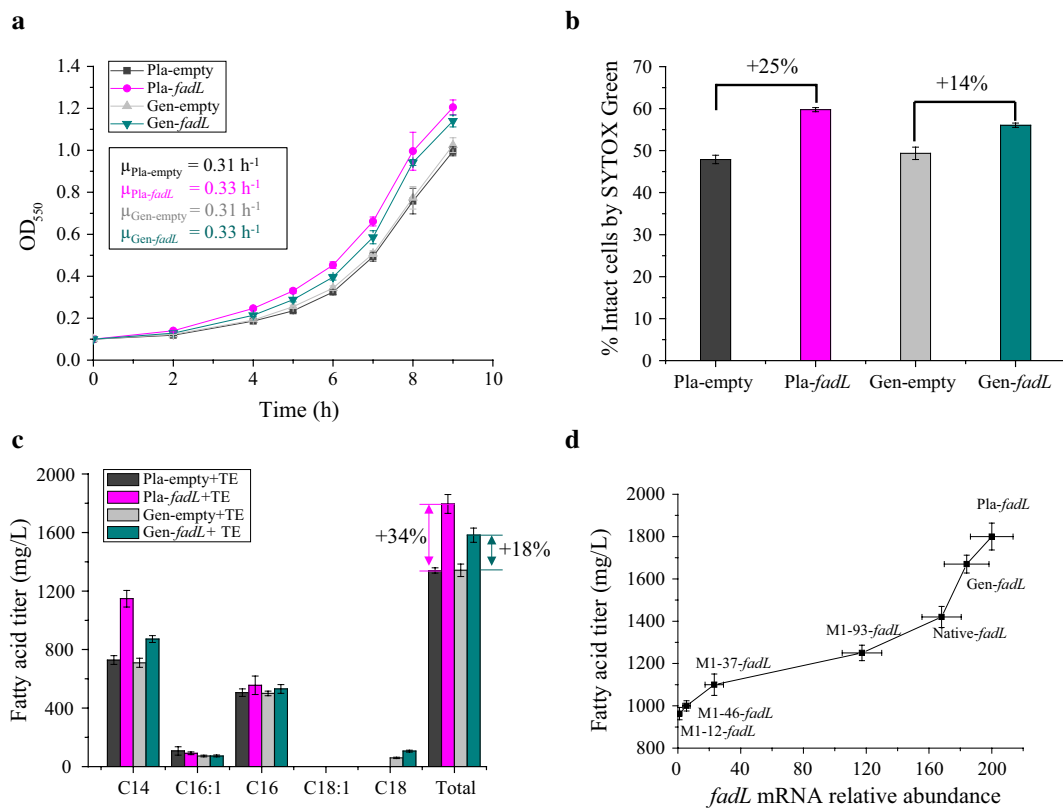 a
1.4
1.2
1.0
0.8
0.6
0.4
0.2
0.0
OD550
Pla-empty
Pla-fadL
Gen-empty
Gen-fadL
μPla-empty = 0.31 h-1
μPla-fadL = 0.33 h-1
μGen-empty = 0.31 h-1
μGen-fadL = 0.33 h-1
0 2 4 6 8 10
Time (h)
b
70
60
50
40
30
20
10
0
% Intact cells by SYTOX Green
+25%
+14%
Pla-empty Pla-fadL Gen-empty Gen-fadL
c
2000
1600
1200
800
400
0
Fatty acid titer (mg/L)
Pla-empty+TE
Pla-fadL+TE
Gen-empty+TE
Gen-fadL+ TE
+34%
+18%
C14 C16:1 C16 C18:1 C18 Total
d
2000
1800
1600
1400
1200
1000
800
Fatty acid titer (mg/L)
Pla-fadL
Gen-fadL
Native-fadL
M1-93-fadL
M1-37-fadL
M1-46-fadL
M1-12-fadL
0 40 80 120 160 200
fadL mRNA relative abundance